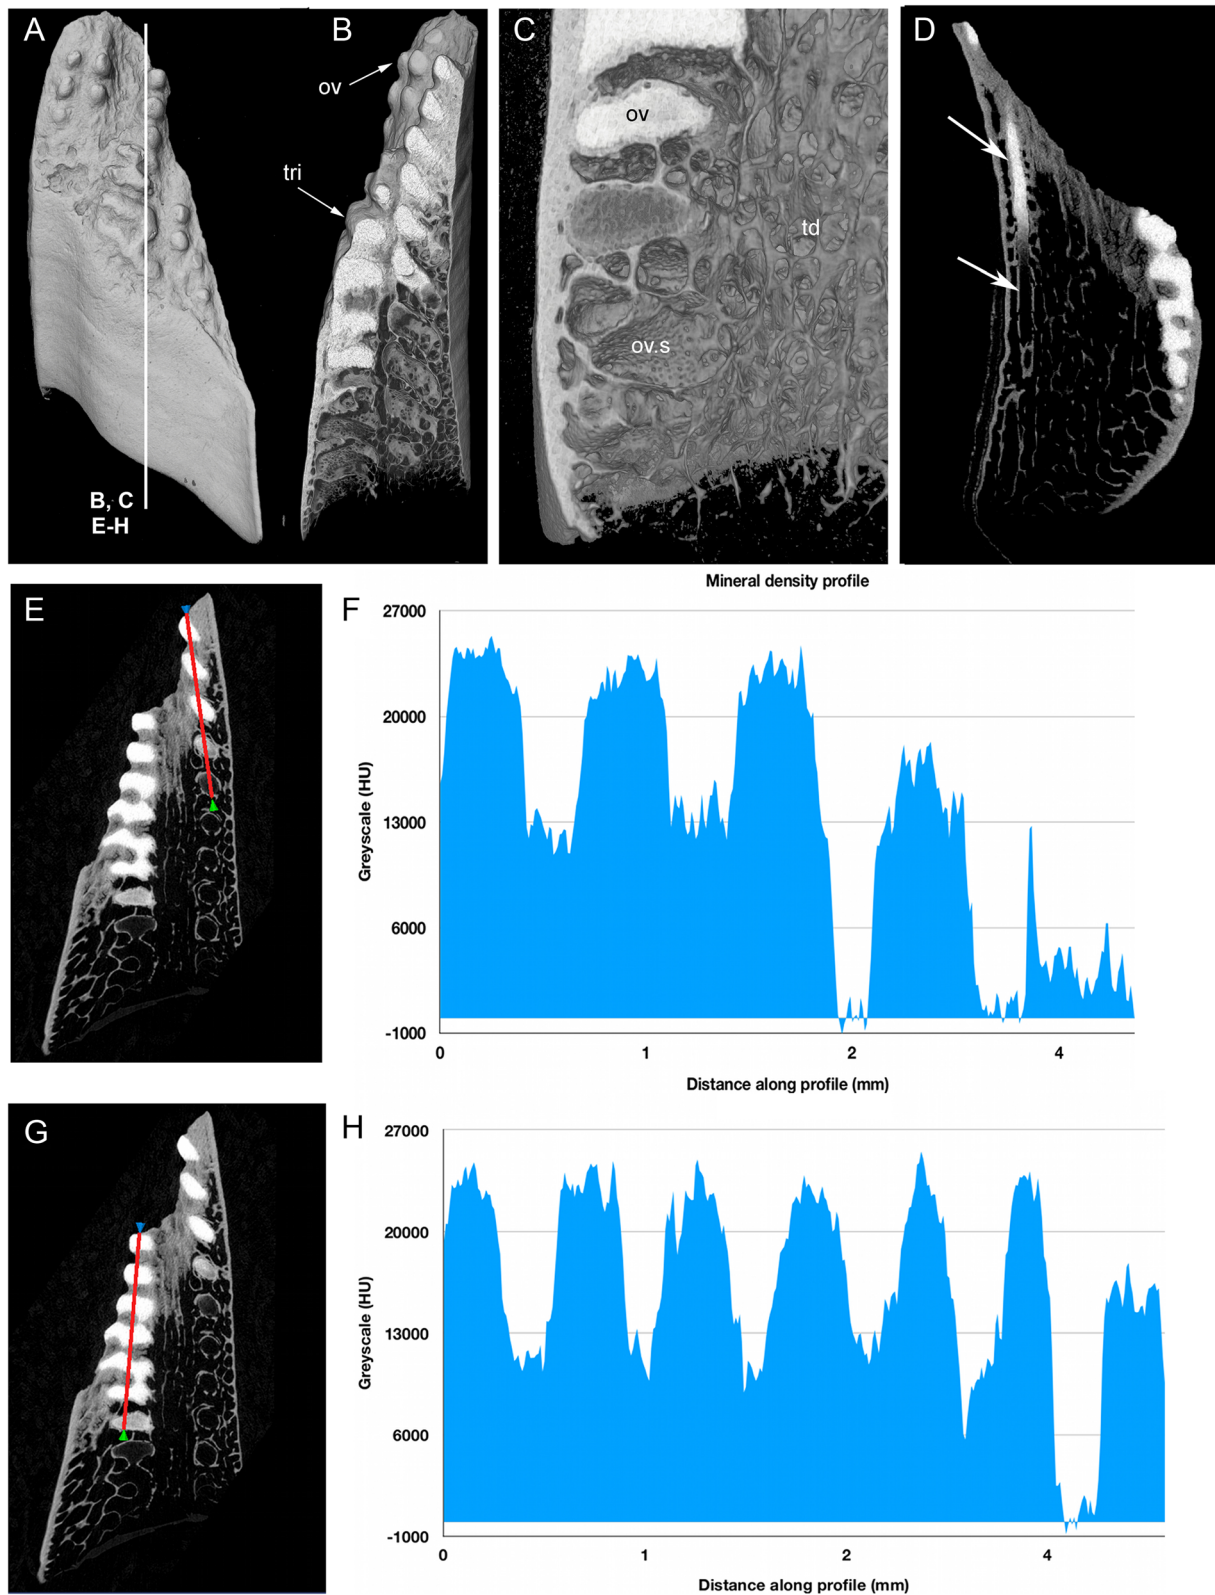 A
B
C
D
ov
tri
B, C
E-H
ov
td
ov.s
E
F
Mineral density profile
27000
20000
13000
6000
-1000
Greyscale (HU)
0
1
2
4
Distance along profile (mm)
G
H
27000
20000
13000
6000
-1000
Greyscale (HU)
0
1
2
4
Distance along profile (mm)